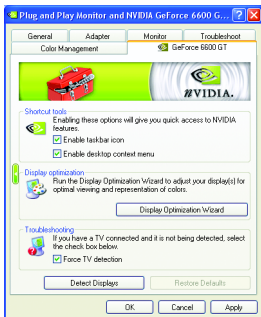 Plug and Play Monitor and NVIDIA GeForce 6600 G...
General
Adapter
Monitor
Troubleshoot
Color Management
GeForce 6600 GT
nVIDIA.
Shortcut tools
Enabling these options will give you quick access to NVIDIA
features.
Enable taskbar icon
Enable desktop context menu
Display optimization
Run the Display Optimization Wizard to adjust your display(s) for
optimal viewing and representation of colors.
Display Optimization Wizard
Troubleshooting
If you have a TV connected and it is not being detected, select
the check box below.
Force TV detection
Detect Displays
Restore Defaults
OK
Cancel
Apply